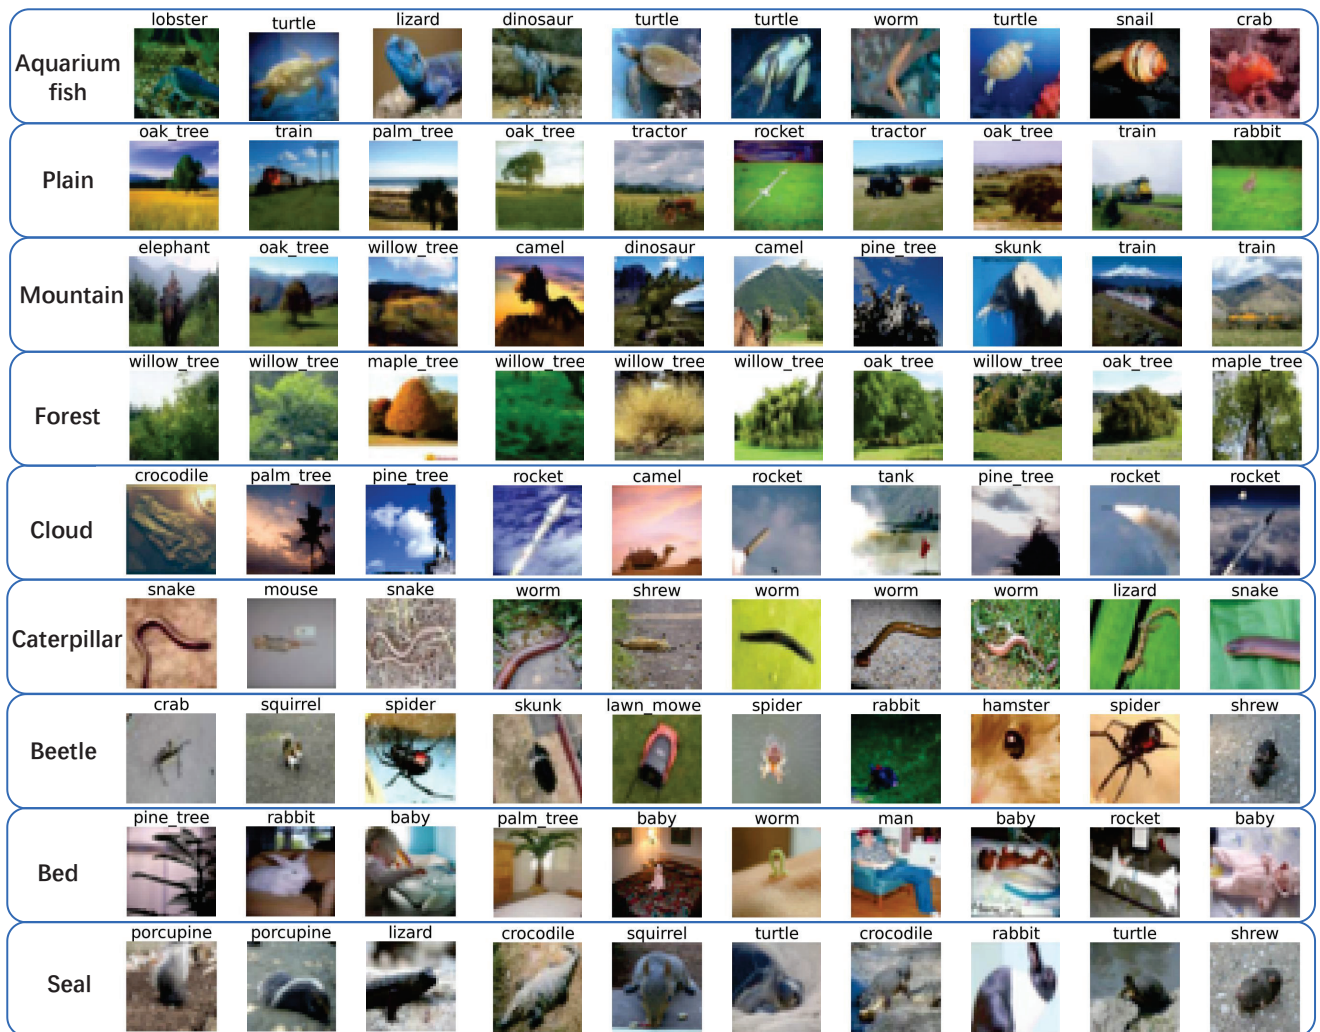 lobster turtle lizard dinosaur turtle turtle worm turtle snail crab
Aquarium
fish
oak_tree train palm_tree oak_tree tractor rocket tractor oak_tree train rabbit
Plain
elephant oak_tree willow_tree camel dinosaur camel pine_tree skunk train train
Mountain
willow_tree willow_tree maple_tree willow_tree willow_tree willow_tree oak_tree willow_tree oak_tree maple_tree
Forest
crocodile palm_tree pine_tree rocket camel rocket tank pine_tree rocket rocket
Cloud
snake mouse snake worm shrew worm worm worm lizard snake
Caterpillar
crab squirrel spider skunk lawn_mowe spider rabbit hamster spider shrew
Beetle
pine_tree rabbit baby palm_tree baby worm man baby rocket baby
Bed
porcupine porcupine lizard crocodile squirrel turtle crocodile rabbit turtle shrew
Seal